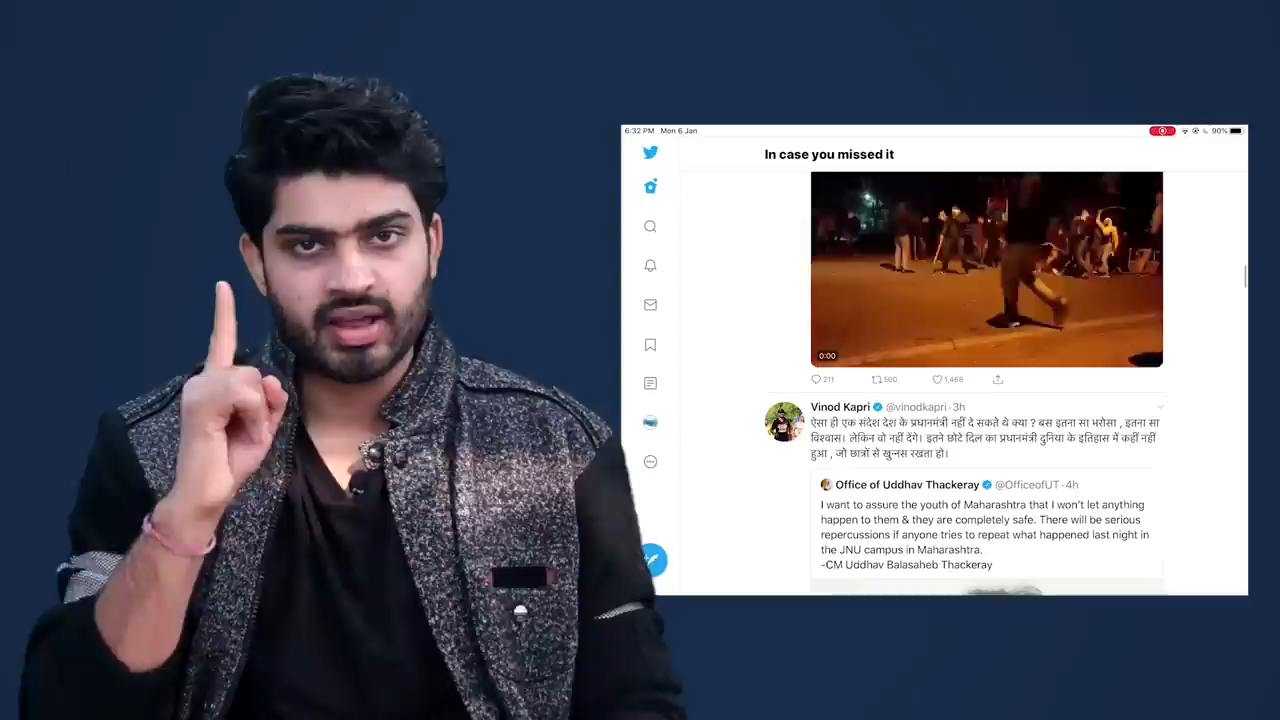 6:32 PM Mon 6 Jan
90%
In case you missed it
0:00
211 500 1,468
Vinod Kapri @vinodkapri · 3h
ऐसा ही एक संदेश देश के प्रधानमंत्री नहीं दे सकते थे क्या ? बस इतना सा भरोसा , इतना सा
विश्वास। लेकिन वो नहीं देंगे। इतने छोटे दिल का प्रधानमंत्री दुनिया के इतिहास में कहीं नहीं
हुआ , जो छात्रों से खुन्नस रखता हो।
Office of Uddhav Thackeray @OfficeofUT · 4h
I want to assure the youth of Maharashtra that I won't let anything
happen to them & they are completely safe. There will be serious
repercussions if anyone tries to repeat what happened last night in
the JNU campus in Maharashtra.
-CM Uddhav Balasaheb Thackeray